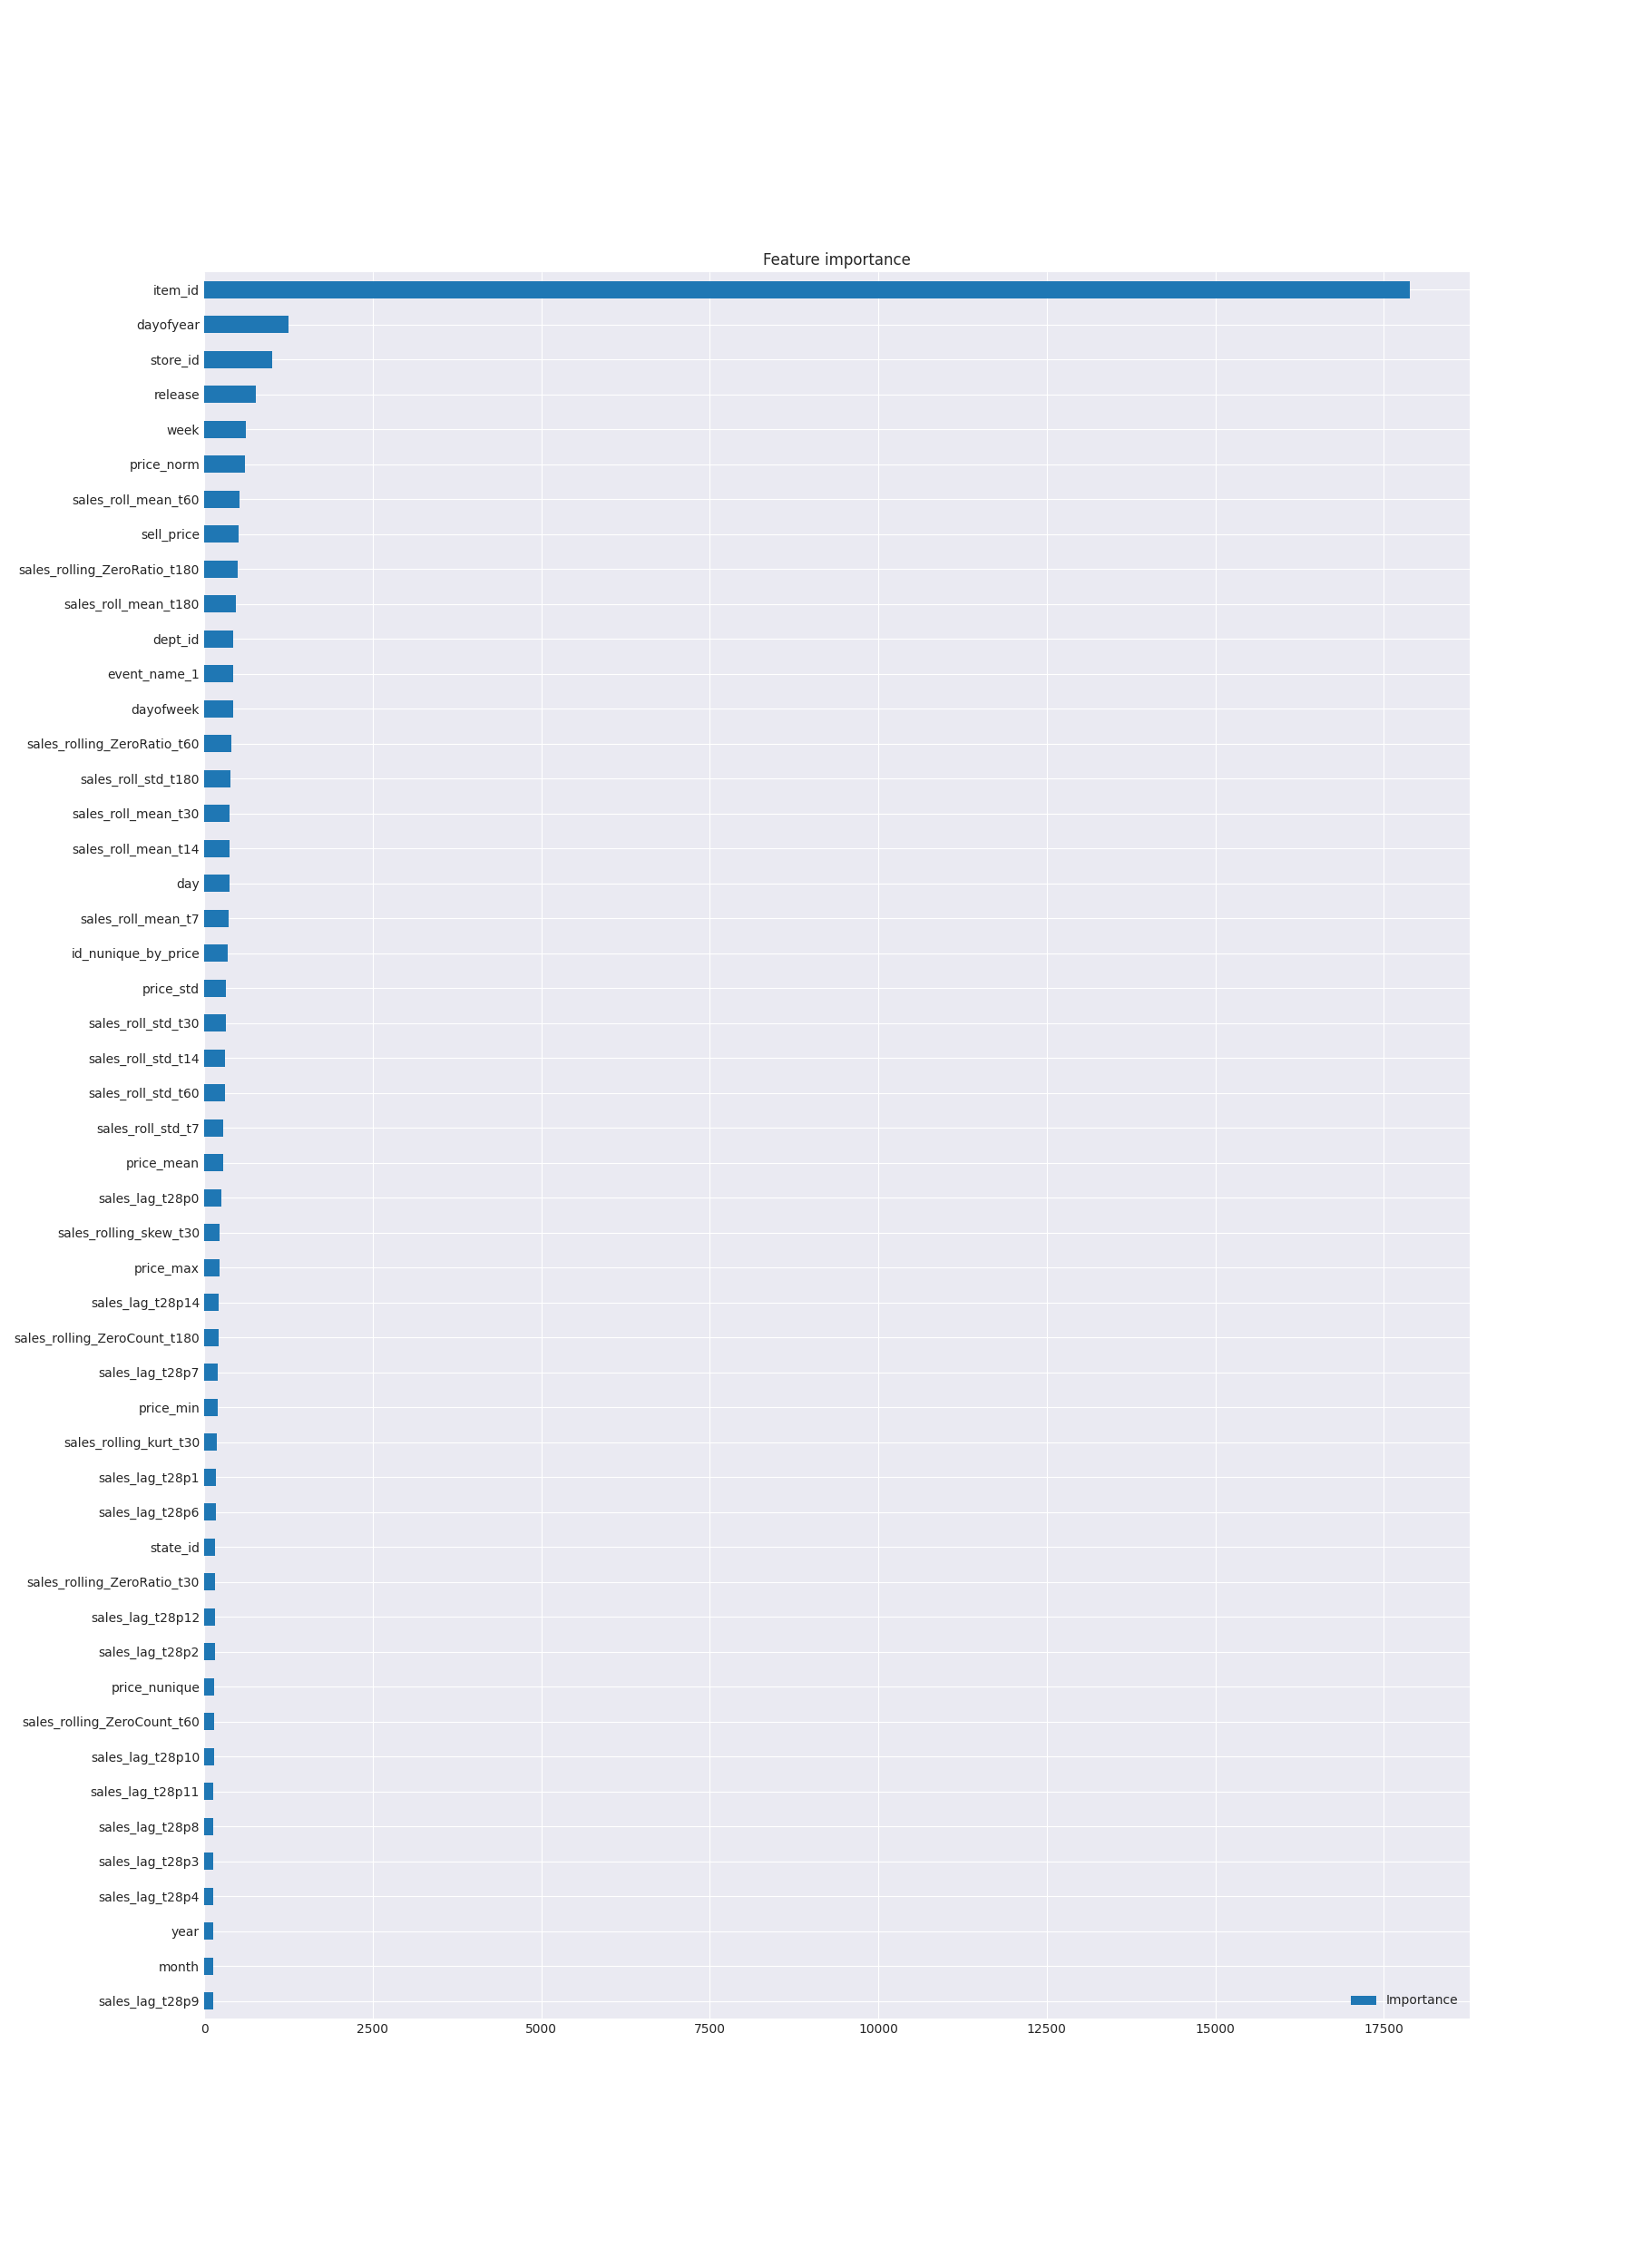 Feature importance
item_id
dayofyear
store_id
release
week
price_norm
sales_roll_mean_t60
sell_price
sales_rolling_ZeroRatio_t180
sales_roll_mean_t180
dept_id
event_name_1
dayofweek
sales_rolling_ZeroRatio_t60
sales_roll_std_t180
sales_roll_mean_t30
sales_roll_mean_t14
day
sales_roll_mean_t7
id_nunique_by_price
price_std
sales_roll_std_t30
sales_roll_std_t14
sales_roll_std_t60
sales_roll_std_t7
price_mean
sales_lag_t28p0
sales_rolling_skew_t30
price_max
sales_lag_t28p14
sales_rolling_ZeroCount_t180
sales_lag_t28p7
price_min
sales_rolling_kurt_t30
sales_lag_t28p1
sales_lag_t28p6
state_id
sales_rolling_ZeroRatio_t30
sales_lag_t28p12
sales_lag_t28p2
price_nunique
sales_rolling_ZeroCount_t60
sales_lag_t28p10
sales_lag_t28p11
sales_lag_t28p8
sales_lag_t28p3
sales_lag_t28p4
year
month
sales_lag_t28p9
Importance
0 2500 5000 7500 10000 12500 15000 17500